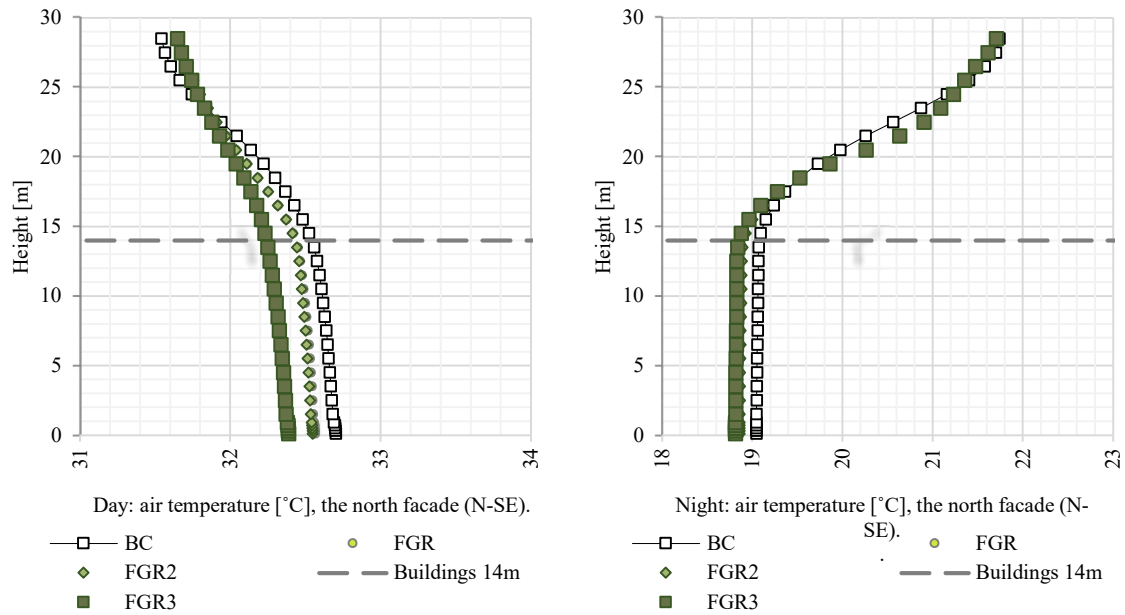 30
25
20
15
10
5
0
Height [m]
31
32
33
34
Day: air temperature [˚C], the north facade (N-SE).
BC
FGR
FGR2
Buildings 14m
FGR3
30
25
20
15
10
5
0
Height [m]
18
19
20
21
22
23
Night: air temperature [˚C], the north facade (N-
SE).
.
BC
FGR
FGR2
Buildings 14m
FGR3